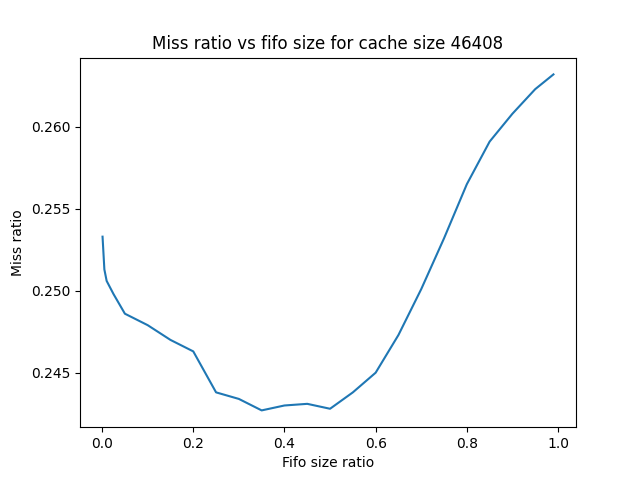 Miss ratio vs fifo size for cache size 46408
Miss ratio
0.260
0.255
0.250
0.245
0.0 0.2 0.4 0.6 0.8 1.0
Fifo size ratio